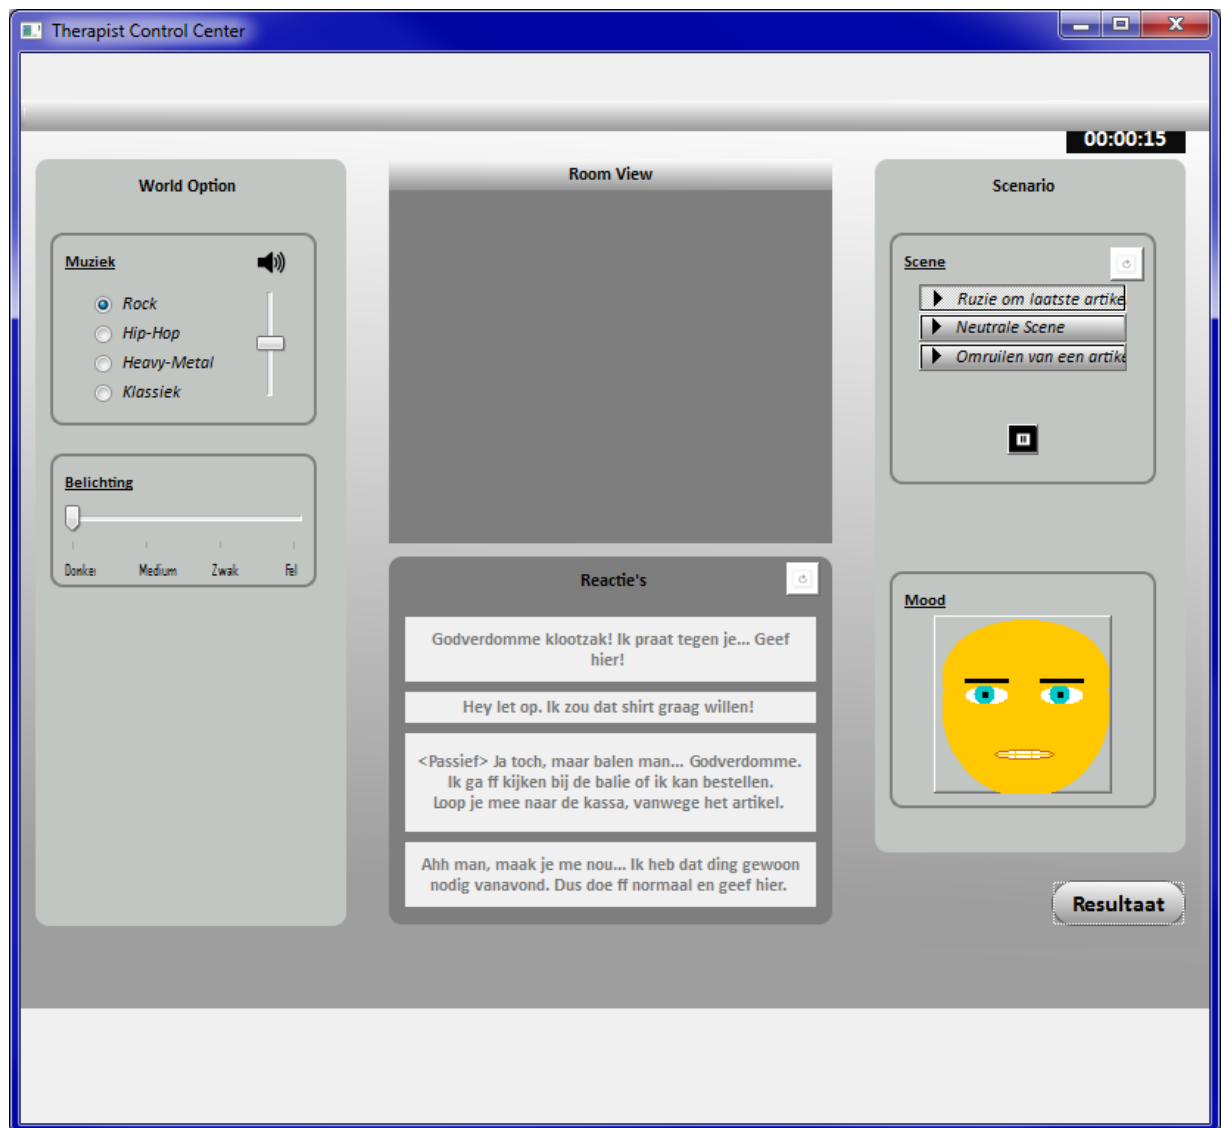 Therapist Control Center
00:00:15
World Option
Muziek
Rock
Hip-Hop
Heavy-Metal
Klassiek
Belichting
Donker Medium Zwak Fel
Room View
Reactie's
Godverdomme klootzak! Ik praat tegen je... Geef
hier!
Hey let op. Ik zou dat shirt graag willen!
<Passief> Ja toch, maar balen man... Godverdomme.
Ik ga ff kijken bij de balie of ik kan bestellen.
Loop je mee naar de kassa, vanwege het artikel.
Ahh man, maak je me nou... Ik heb dat ding gewoon
nodig vanavond. Dus doe ff normaal en geef hier.
Scenario
Scene
Ruzie om laatste artike
Neutrale Scene
Omruilen van een artike
Mood
Resultaat